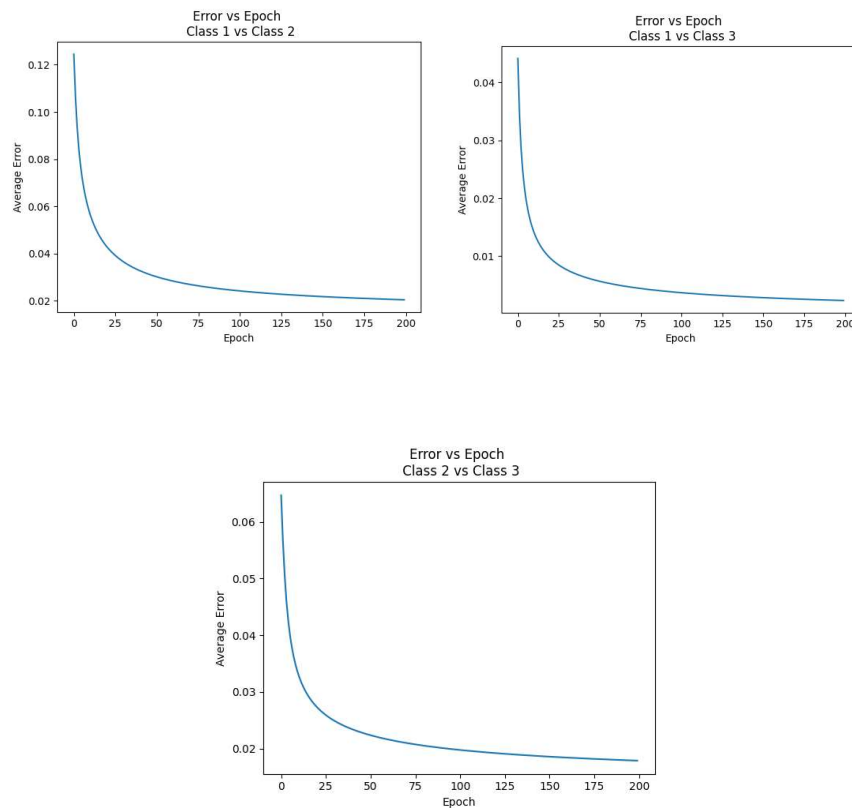 Error vs Epoch
Class 1 vs Class 2
0.12
0.10
0.08
0.06
0.04
0.02
Average Error
0 25 50 75 100 125 150 175 200
Epoch
Error vs Epoch
Class 1 vs Class 3
0.04
0.03
0.02
0.01
Average Error
0 25 50 75 100 125 150 175 200
Epoch
Error vs Epoch
Class 2 vs Class 3
0.06
0.05
0.04
0.03
0.02
Average Error
0 25 50 75 100 125 150 175 200
Epoch